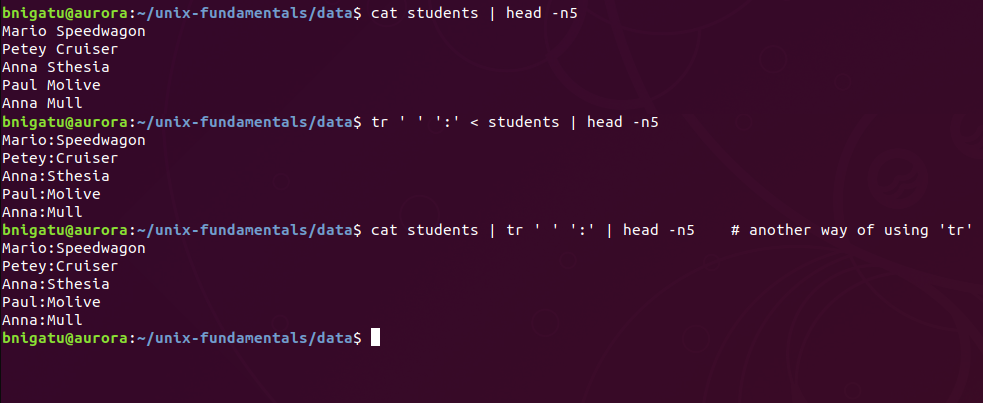 bnigatu@aurora:~/unix-fundamentals/data$ cat students | head -n5
Mario Speedwagon
Petey Cruiser
Anna Sthesia
Paul Molive
Anna Mull
bnigatu@aurora:~/unix-fundamentals/data$ tr ' ' ':' < students | head -n5
Mario:Speedwagon
Petey:Cruiser
Anna:Sthesia
Paul:Molive
Anna:Mull
bnigatu@aurora:~/unix-fundamentals/data$ cat students | tr ' ' ':' | head -n5    # another way of using 'tr'
Mario:Speedwagon
Petey:Cruiser
Anna:Sthesia
Paul:Molive
Anna:Mull
bnigatu@aurora:~/unix-fundamentals/data$